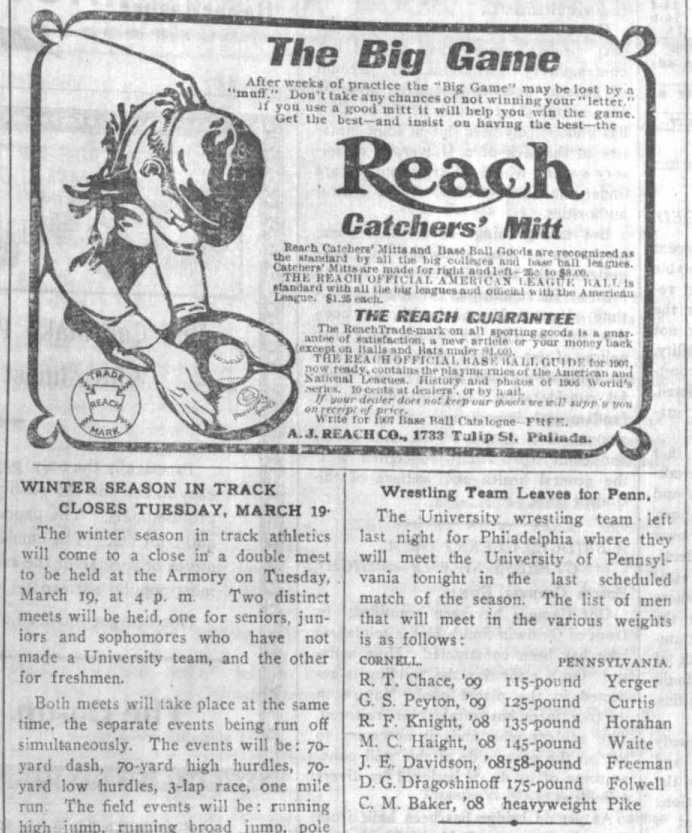 The Big Game
After weeks of practice the "Big Game" may be lost by a
"muff." Don't take any chances of not winning your "letter."
If you use a good mitt it will help you win the game.
Get the best—and insist on having the best—the
Reach
Catchers' Mitt
Reach Catchers' Mitts and Base Ball Goods are recognized as
the standard by all the big colleges and base ball leagues.
Catchers' Mitts are made for right and left—25c to $8.00.
THE REACH OFFICIAL AMERICAN LEAGUE BALL is
standard with all the big leagues and official with the American
League. $1.25 each.
THE REACH GUARANTEE
The Reach Trade-mark on all sporting goods is a guar-
antee of satisfaction, a new article or your money back
(except on Balls and Bats under $1.00).
THE REACH OFFICIAL BASE BALL GUIDE for 1907,
now ready, contains the playing rules of the American and
National Leagues. History and photos of 1906 World's
Series. 10 cents at dealers', or by mail.
If your dealer does not keep our goods we will supply you
on receipt of price.
Write for 1907 Base Ball Catalogue—FREE.
A. J. REACH CO., 1733 Tulip St. Philada.
TRADE
REACH
MARK
WINTER SEASON IN TRACK
CLOSES TUESDAY, MARCH 19.
The winter season in track athletics
will come to a close in a double meet
to be held at the Armory on Tuesday,
March 19, at 4 p. m. Two distinct
meets will be held, one for seniors, jun-
iors and sophomores who have not
made a University team, and the other
for freshmen.
Both meets will take place at the same
time, the separate events being run off
simultaneously. The events will be: 70-
yard dash, 70-yard high hurdles, 70-
yard low hurdles, 3-lap race, one mile
run. The field events will be: running
high jump, running broad jump, pole
Wrestling Team Leaves for Penn.
The University wrestling team left
last night for Philadelphia where they
will meet the University of Pennsyl-
vania tonight in the last scheduled
match of the season. The list of men
that will meet in the various weights
is as follows:
CORNELL. PENNSYLVANIA.
R. T. Chace, '09 115-pound Yerger
G. S. Peyton, '09 125-pound Curtis
R. F. Knight, '08 135-pound Horahan
M. C. Haight, '08 145-pound Waite
J. E. Davidson, '08 158-pound Freeman
D. G. Dragoshinoff 175-pound Folwell
C. M. Baker, '08 heavyweight Pike